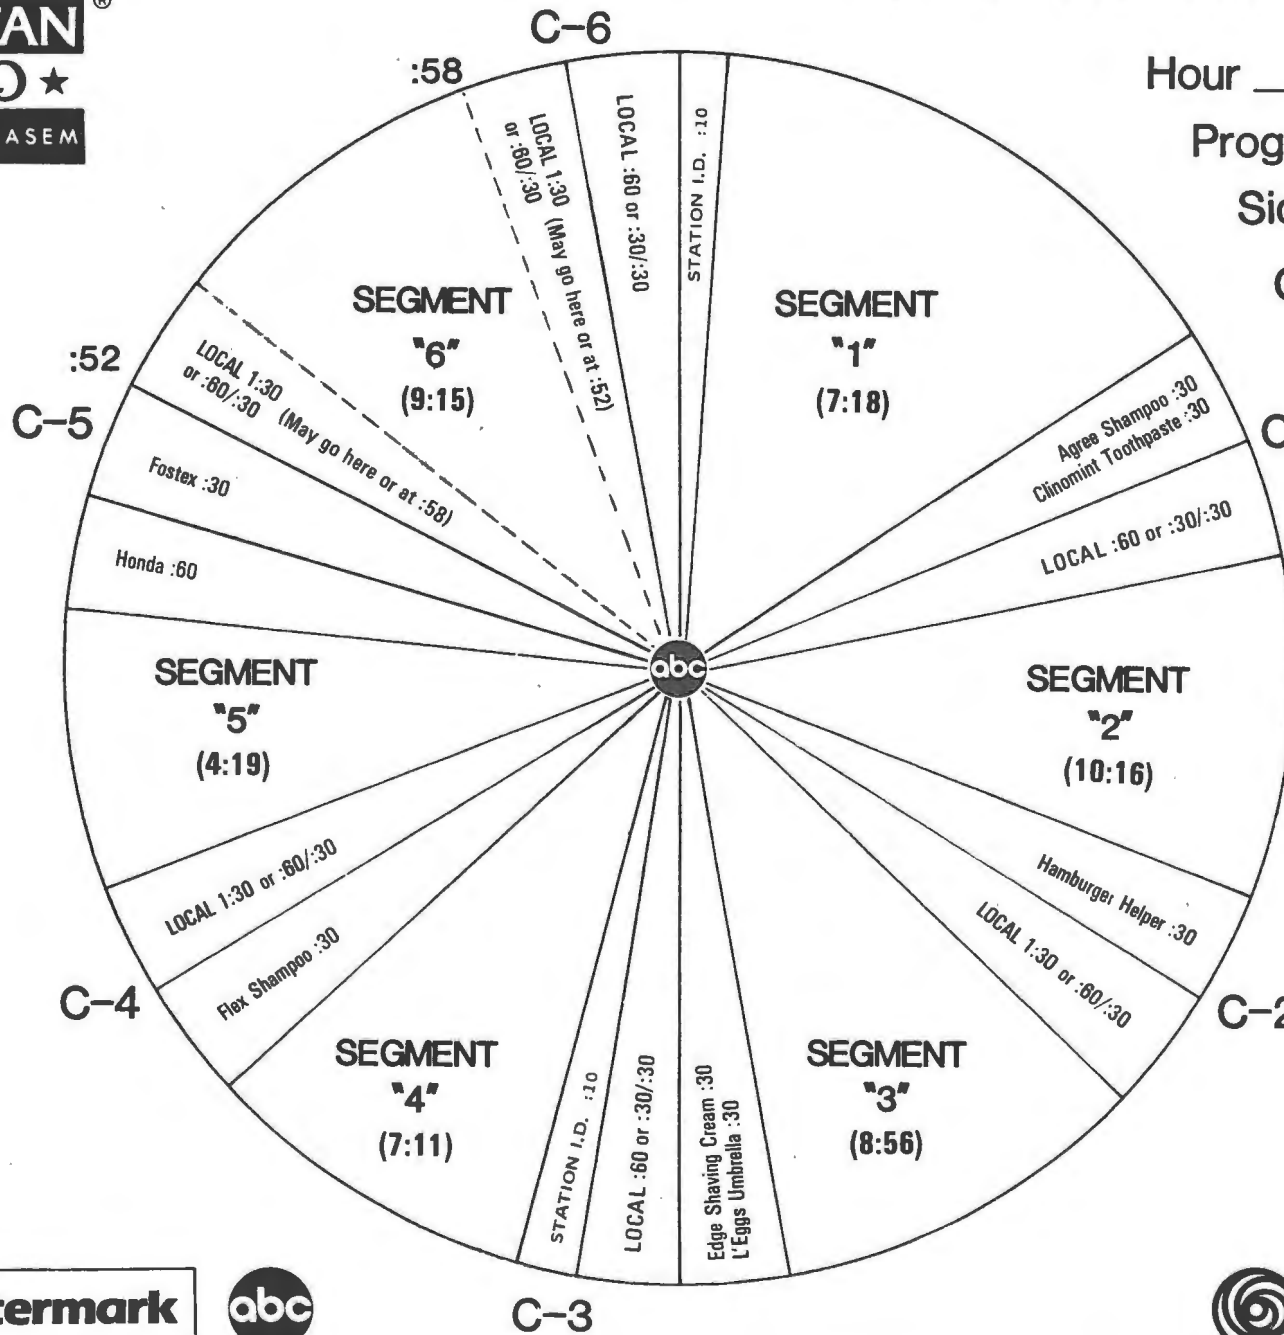 ®
C-6
:58
Hour
ASEM
LOCAL 1:30
or :60/:30 (May go here or at :52)
LOCAL :60 or :30/:30
STATION I.D. :10
SEGMENT
"1"
(7:18)
Agree Shampoo :30
Clinomint Toothpaste :30
LOCAL :60 or :30/:30
SEGMENT
"2"
(10:16)
Hamburger Helper :30
LOCAL 1:30 or :60/:30
C-2
SEGMENT
"3"
(8:56)
Edge Shaving Cream :30
L'Eggs Umbrella :30
LOCAL :60 or :30/:30
STATION I.D. :10
C-3
SEGMENT
"4"
(7:11)
Flex Shampoo :30
C-4
LOCAL 1:30 or :60/:30
SEGMENT
"5"
(4:19)
Honda :60
Fostex :30
C-5
:52
LOCAL 1:30
or :60/:30 (May go here or at :58)
SEGMENT
"6"
(9:15)
abc
termark
abc